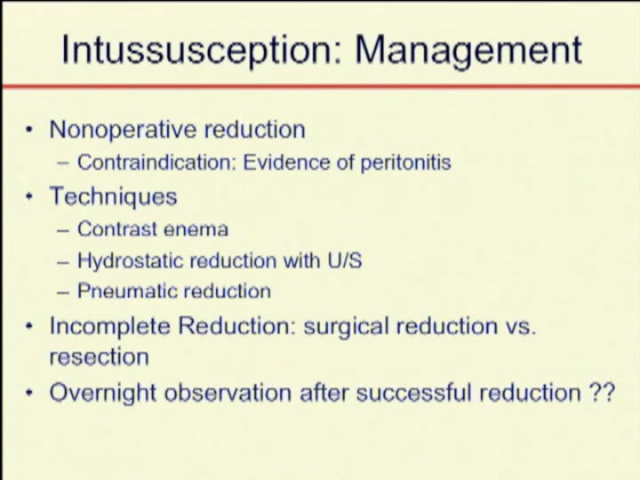 Intussusception: Management
• Nonoperative reduction
– Contraindication: Evidence of peritonitis
• Techniques
– Contrast enema
– Hydrostatic reduction with U/S
– Pneumatic reduction
• Incomplete Reduction: surgical reduction vs.
resection
• Overnight observation after successful reduction ??